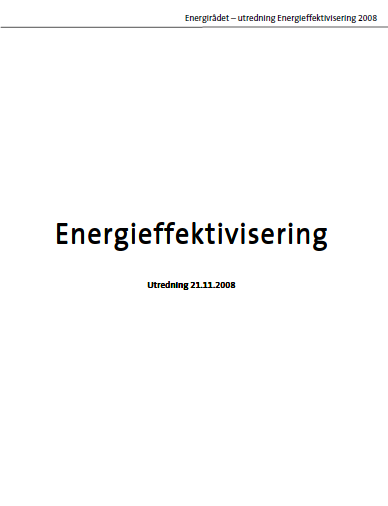 Energirådet – utredning Energieffektivisering 2008
Energieffektivisering
Utredning 21.11.2008